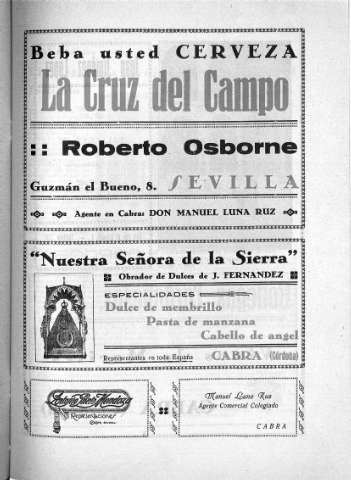 Beba usted CERVEZA
La Cruz del Campo
:: Roberto Osborne
Guzmán el Bueno, 8. SEVILLA
Agente en Cabra: DON MANUEL LUNA RUZ
“Nuestra Señora de la Sierra”
Obrador de Dulces de J. FERNANDEZ
ESPECIALIDADES
Dulce de membrillo
Pasta de manzana
Cabello de angel
Representantes en toda España CABRA (Córdoba)
Mendoza
REPRESENTACIONES
Manuel Luna Ruz
Agente Comercial Colegiado
CABRA